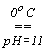 0° C
==
pH = 11